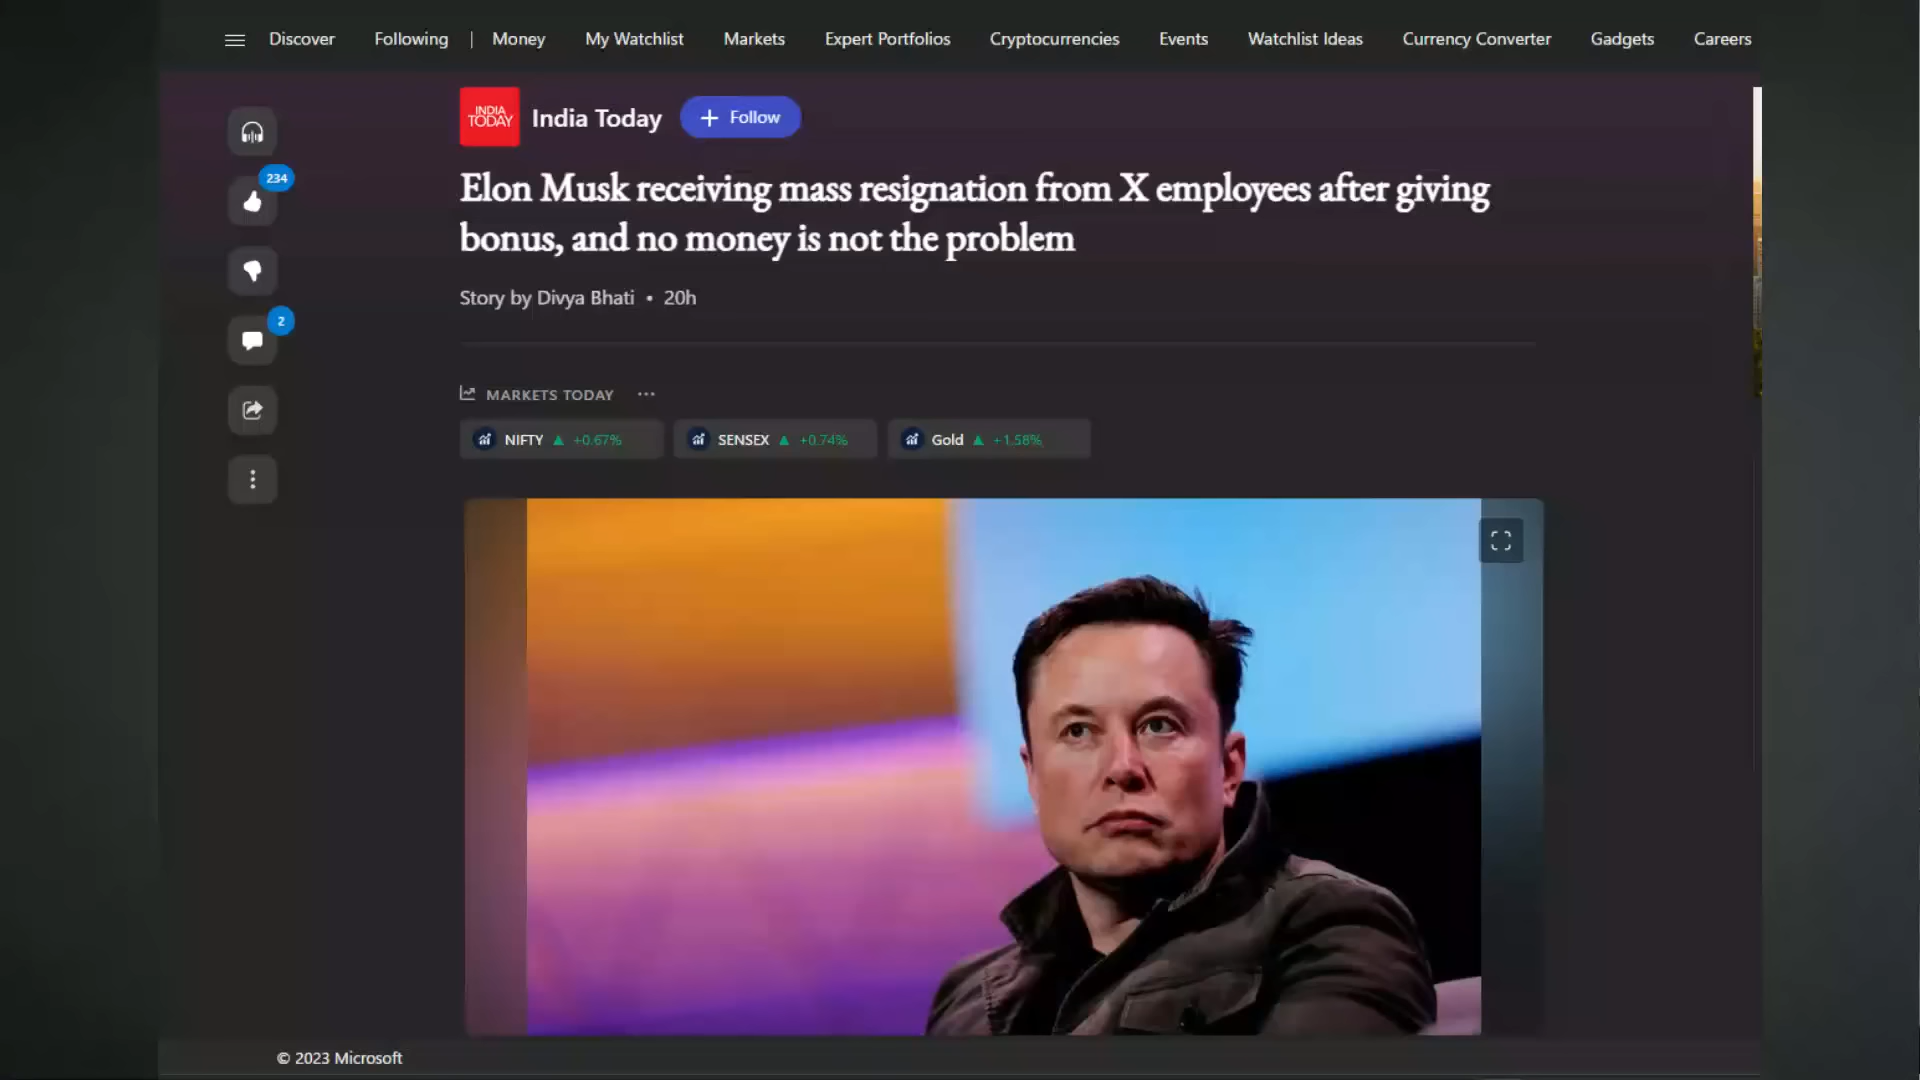 Discover Following | Money My Watchlist Markets Expert Portfolios Cryptocurrencies Events Watchlist Ideas Currency Converter Gadgets Careers
INDIA
TODAY
India Today
+ Follow
234
Elon Musk receiving mass resignation from X employees after giving
bonus, and no money is not the problem
Story by Divya Bhati • 20h
2
MARKETS TODAY ...
NIFTY ▲ +0.67% SENSEX ▲ +0.74% Gold ▲ +1.58%
© 2023 Microsoft